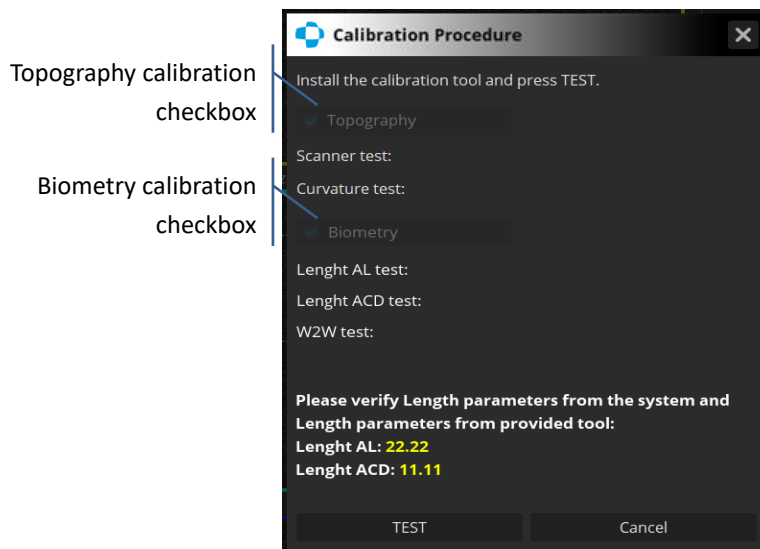 Calibration Procedure
Topography calibration
checkbox
Install the calibration tool and press TEST.
Topography
Scanner test:
Biometry calibration
checkbox
Curvature test:
Biometry
Lenght AL test:
Lenght ACD test:
W2W test:
Please verify Length parameters from the system and
Length parameters from provided tool:
Lenght AL: 22.22
Lenght ACD: 11.11
TEST
Cancel